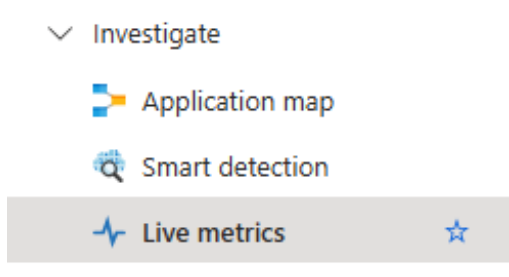 Investigate
Application map
Smart detection
Live metrics